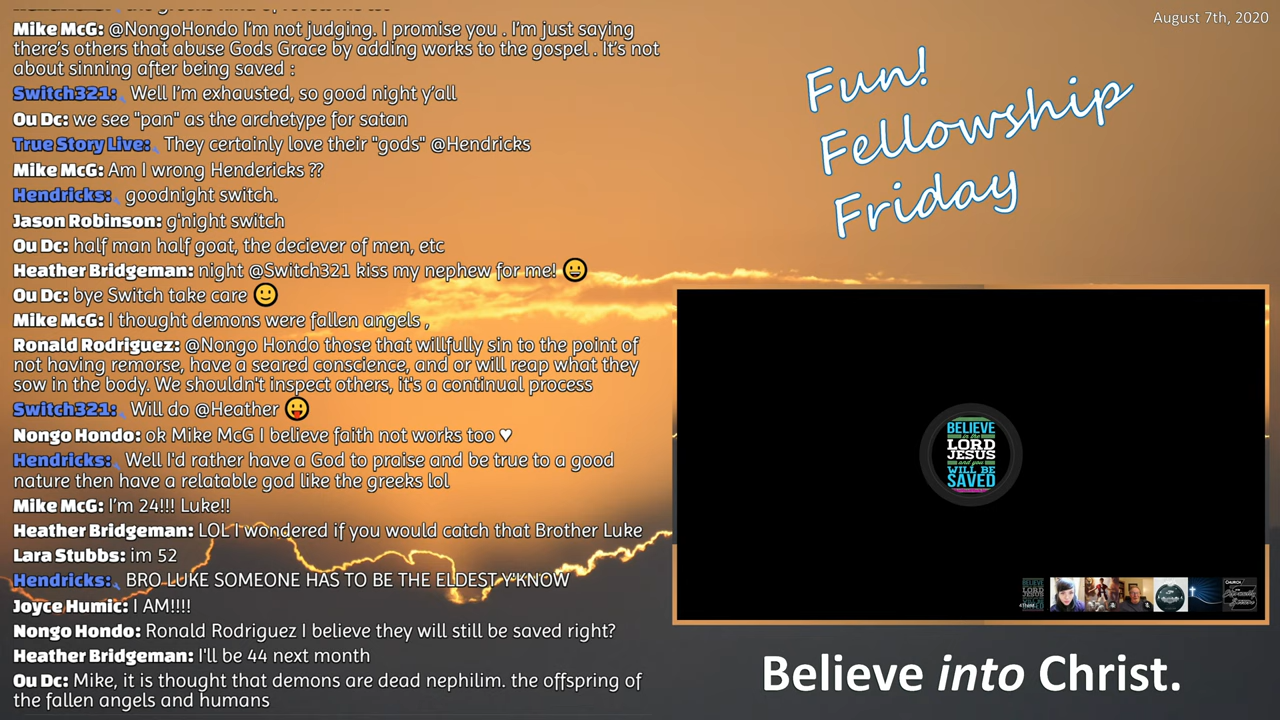 Mike McG: @NongoHondo I'm not judging. I promise you . I'm just saying
there's others that abuse Gods Grace by adding works to the gospel . It's not
about sinning after being saved :
Switch321: Well I'm exhausted, so good night y'all
Ou Dc: we see "pan" as the archetype for satan
True Story Live: They certainly love their "gods" @Hendricks
Mike McG: Am I wrong Hendericks ??
Hendricks: goodnight switch.
Jason Robinson: g'night switch
Ou Dc: half man half goat, the deciever of men, etc
Heather Bridgeman: night @Switch321 kiss my nephew for me! 😀
Ou Dc: bye Switch take care 🙂
Mike McG: I thought demons were fallen angels ,
Ronald Rodriguez: @Nongo Hondo those that willfully sin to the point of
not having remorse, have a seared conscience, and or will reap what they
sow in the body. We shouldn't inspect others, it's a continual process
Switch321: Will do @Heather 😛
Nongo Hondo: ok Mike McG I believe faith not works too ♥
Hendricks: Well I'd rather have a God to praise and be true to a good
nature then have a relatable god like the greeks lol
Mike McG: I'm 24!!! Luke!!
Heather Bridgeman: LOL I wondered if you would catch that Brother Luke
Lara Stubbs: im 52
Hendricks: BRO LUKE SOMEONE HAS TO BE THE ELDEST Y'KNOW
Joyce Humic: I AM!!!!
Nongo Hondo: Ronald Rodriguez I believe they will still be saved right?
Heather Bridgeman: I'll be 44 next month
Ou Dc: Mike, it is thought that demons are dead nephilim. the offspring of
the fallen angels and humans
August 7th, 2020
Fun!
Fellowship
Friday
BELIEVE
in the
LORD
JESUS
and you
WILL BE
SAVED
Believe into Christ.